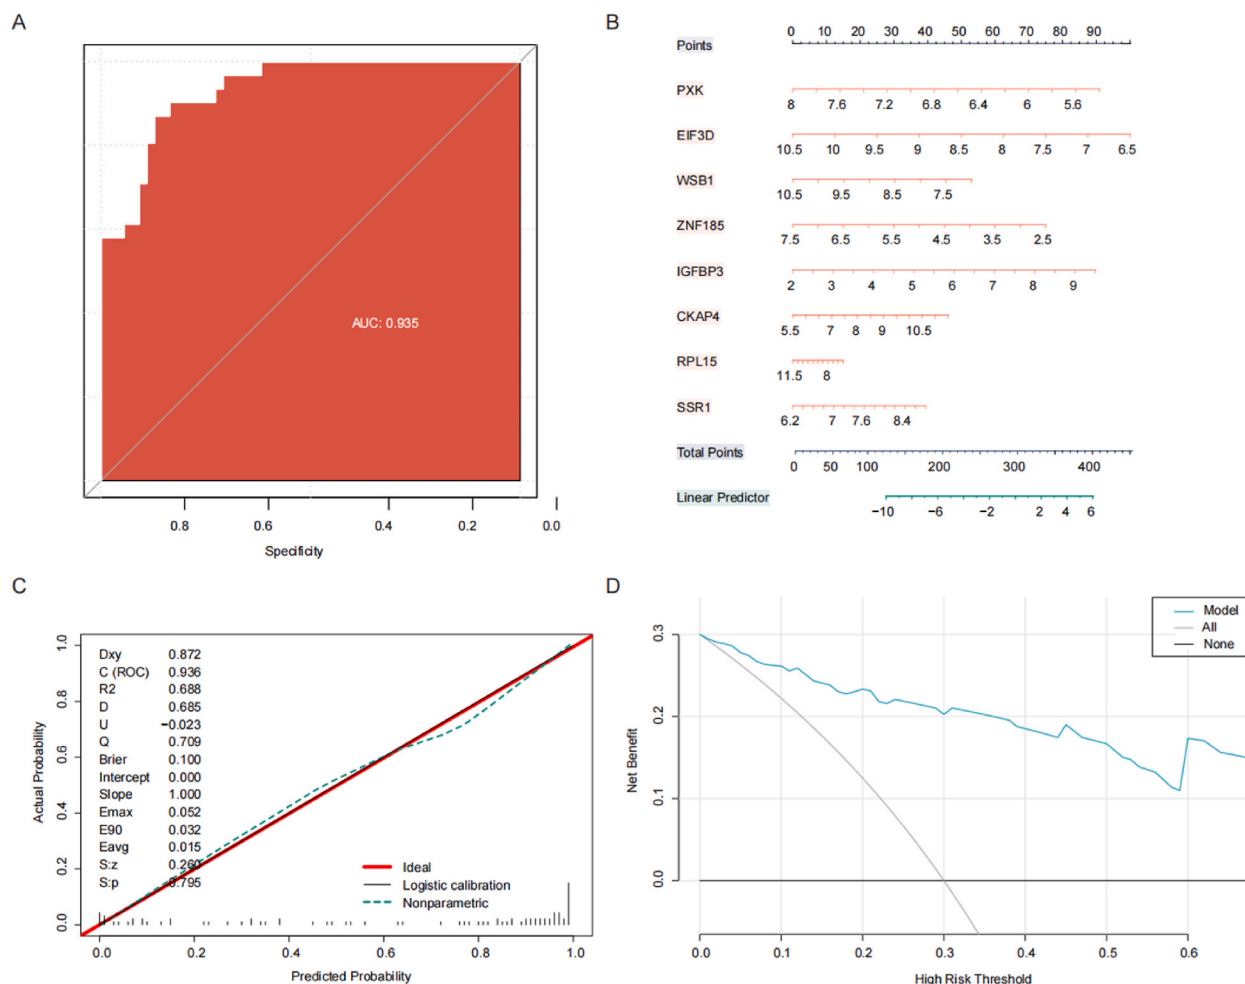 A
AUC: 0.935
0.8 0.6 0.4 0.2 0.0
Specificity
B
Points 0 10 20 30 40 50 60 70 80 90
PXK
8 7.6 7.2 6.8 6.4 6 5.6
EIF3D
10.5 10 9.5 9 8.5 8 7.5 7 6.5
WSB1
10.5 9.5 8.5 7.5
ZNF185
7.5 6.5 5.5 4.5 3.5 2.5
IGFBP3
2 3 4 5 6 7 8 9
CKAP4
5.5 7 8 9 10.5
RPL15
11.5 8
SSR1
6.2 7 7.6 8.4
Total Points
0 50 100 200 300 400
Linear Predictor
−10 −6 −2 2 4 6
C
Actual Probability
1.0
0.8
0.6
0.4
0.2
0.0
Dxy 0.872
C (ROC) 0.936
R2 0.688
D 0.685
U −0.023
Q 0.709
Brier 0.100
Intercept 0.000
Slope 1.000
Emax 0.052
E90 0.032
Eavg 0.015
S:z 0.260
S:p 0.795
Ideal
Logistic calibration
Nonparametric
0.0 0.2 0.4 0.6 0.8 1.0
Predicted Probability
D
Net Benefit
0.3
0.2
0.1
0.0
Model
All
None
0.0 0.1 0.2 0.3 0.4 0.5 0.6
High Risk Threshold